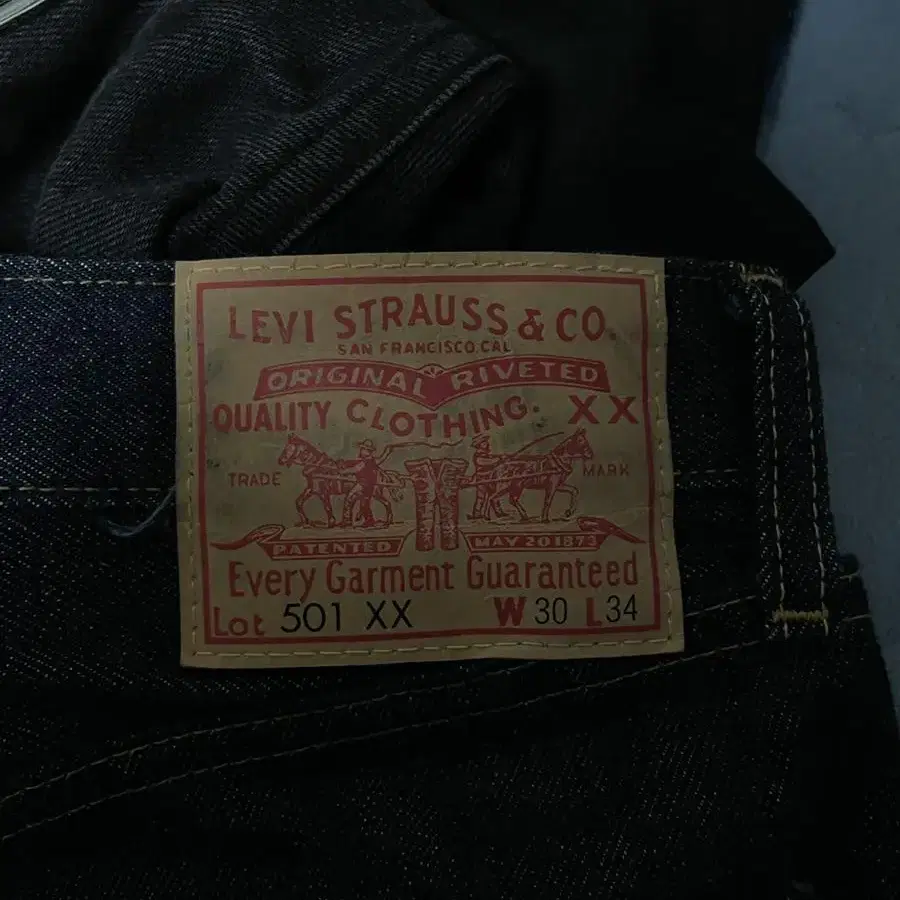 LEVI STRAUSS & CO.
SAN FRANCISCO, CAL
ORIGINAL RIVETED
QUALITY CLOTHING. XX
TRADE MARK
PATENTED MAY 20 1873
Every Garment Guaranteed
Lot 501 XX W 30 L 34